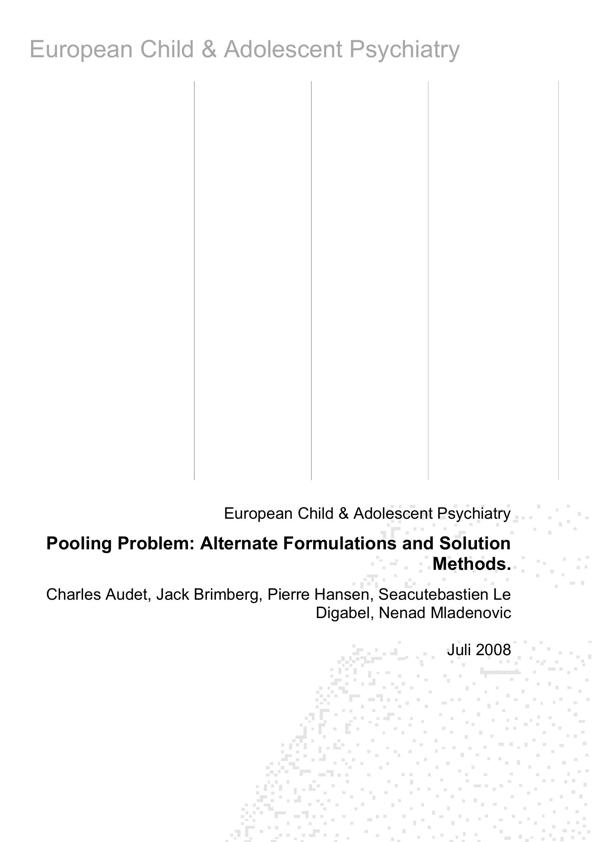 European Child & Adolescent Psychiatry
European Child & Adolescent Psychiatry
Pooling Problem: Alternate Formulations and Solution
Methods.
Charles Audet, Jack Brimberg, Pierre Hansen, Seacutebastien Le
Digabel, Nenad Mladenovic
Juli 2008